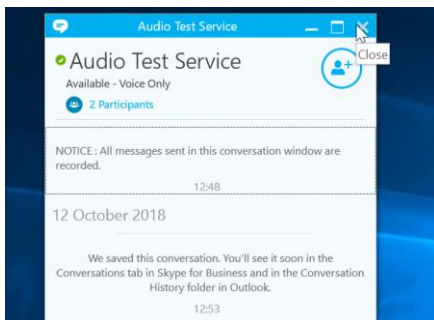 Audio Test Service
Close
Audio Test Service
Available - Voice Only
2 Participants
NOTICE : All messages sent in this conversation window are
recorded.
12:48
12 October 2018
We saved this conversation. You'll see it soon in the
Conversations tab in Skype for Business and in the Conversation
History folder in Outlook.
12:53